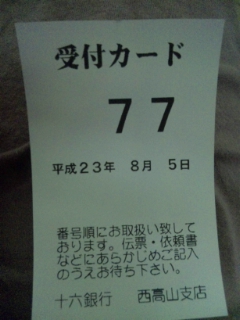 受付カード
77
平成23年 8月 5日
番号順にお取扱い致して
おります。伝票・依頼書
などにあらかじめご記入
のうえお待ち下さい。
十六銀行 西高山支店